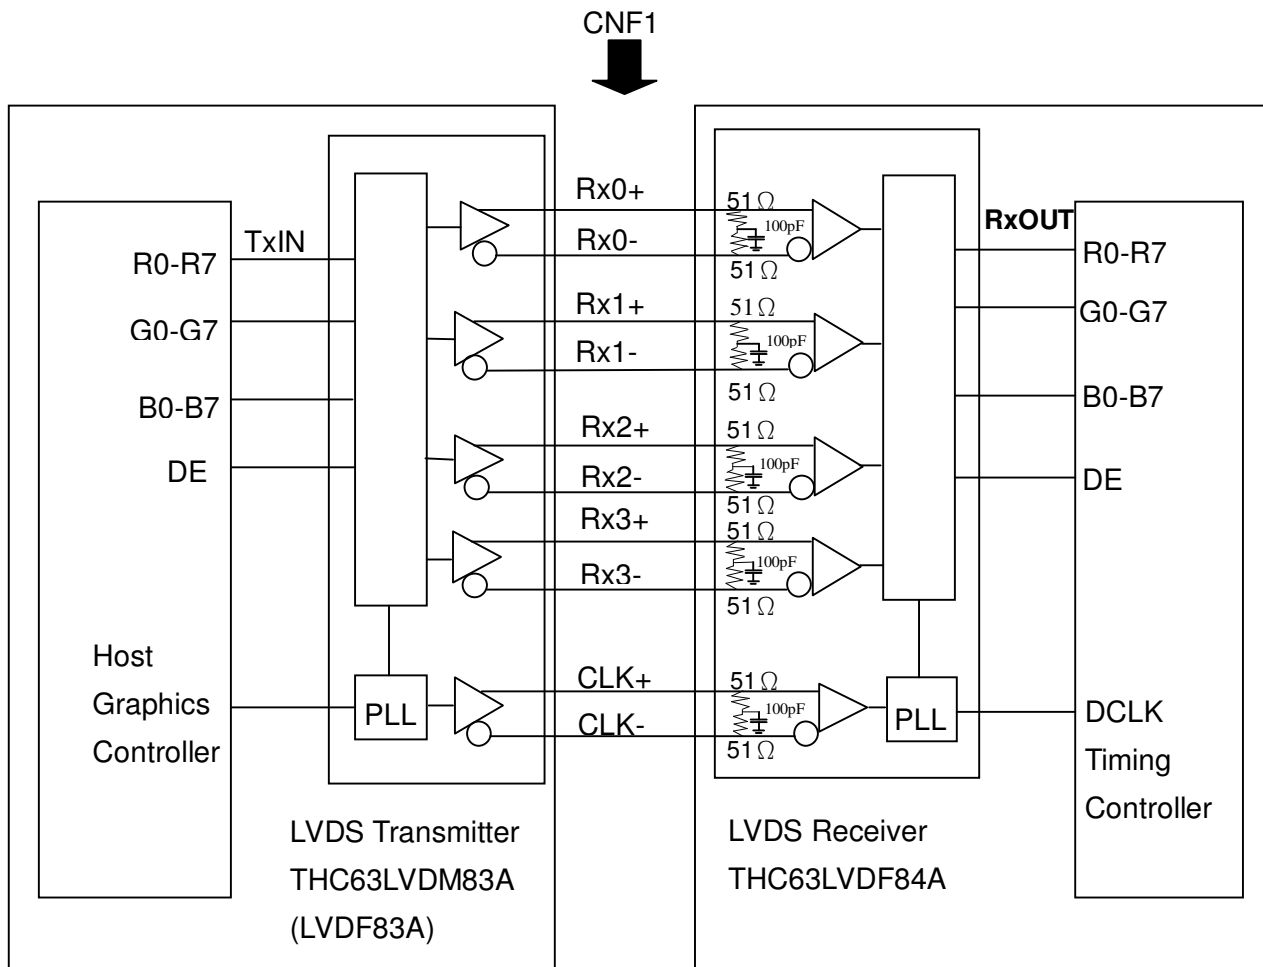 CNF1
TxIN
R0-R7
G0-G7
B0-B7
DE
Host
Graphics
Controller
PLL
LVDS Transmitter
THC63LVDM83A
(LVDF83A)
Rx0+
Rx0-
Rx1+
Rx1-
Rx2+
Rx2-
Rx3+
Rx3-
CLK+
CLK-
51Ω
100pF
51Ω
51Ω
100pF
51Ω
51Ω
100pF
51Ω
51Ω
100pF
51Ω
51Ω
100pF
51Ω
PLL
LVDS Receiver
THC63LVDF84A
RxOUT
R0-R7
G0-G7
B0-B7
DE
DCLK
Timing
Controller